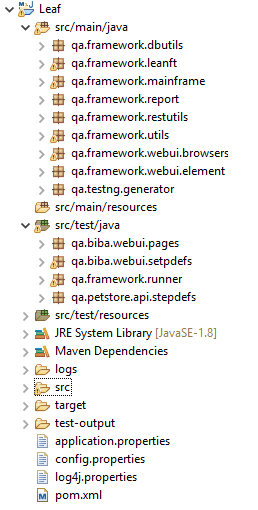 Leaf
src/main/java
qa.framework.dbutils
qa.framework.leanft
qa.framework.mainframe
qa.framework.report
qa.framework.restutils
qa.framework.utils
qa.framework.webui.browsers
qa.framework.webui.element
qa.testng.generator
src/main/resources
src/test/java
qa.biba.webui.pages
qa.biba.webui.setpdefs
qa.framework.runner
qa.petstore.api.stepdefs
src/test/resources
JRE System Library [JavaSE-1.8]
Maven Dependencies
logs
src
target
test-output
application.properties
config.properties
log4j.properties
pom.xml